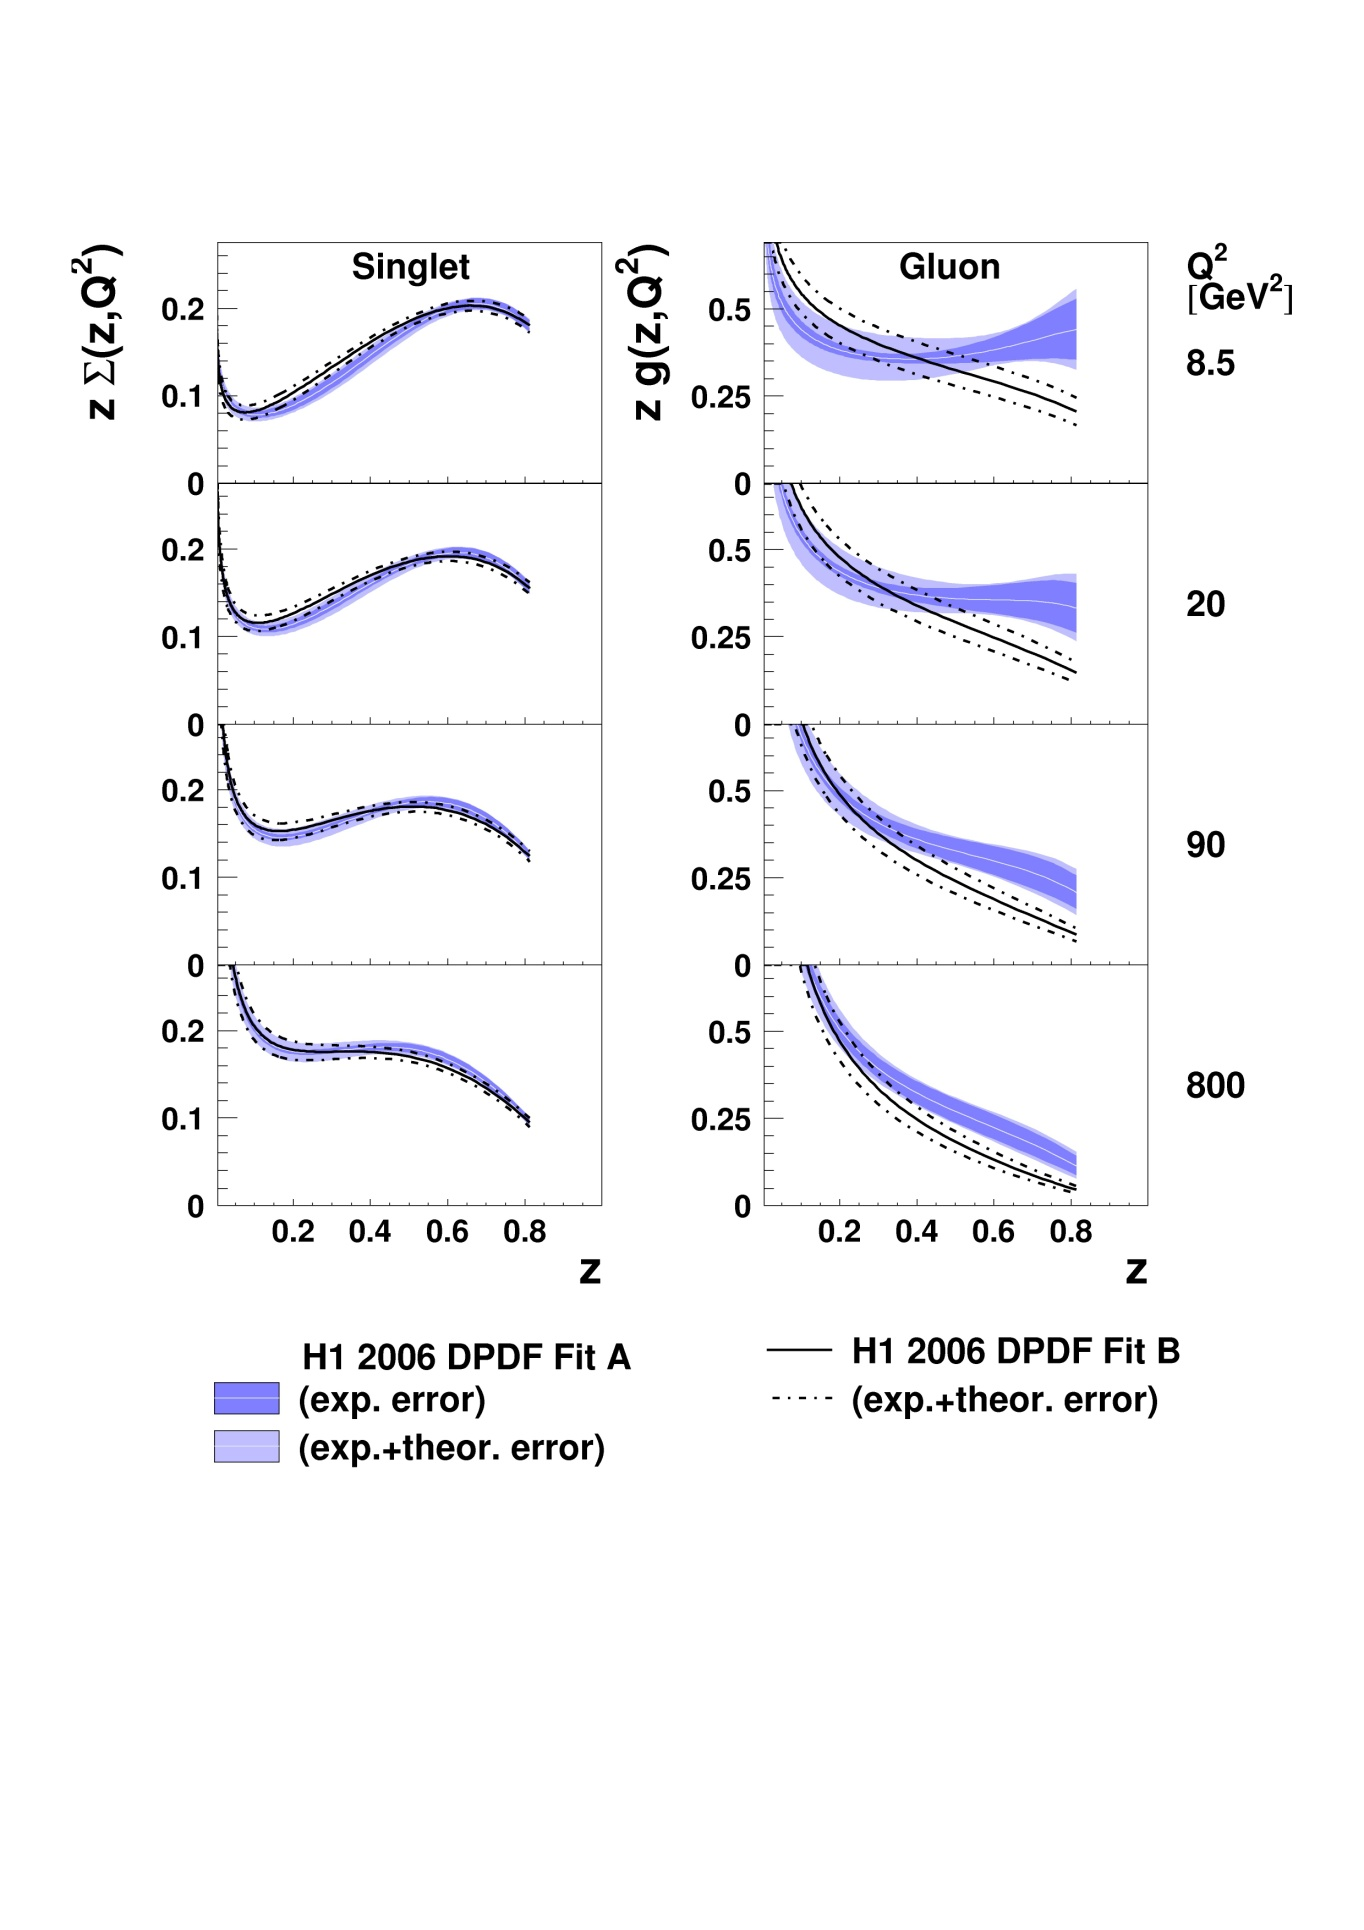 z Σ(z,Q²)
Singlet
0.2
0.1
0
0.2
0.1
0
0.2
0.1
0
0.2
0.1
0
0.2 0.4 0.6 0.8
z
z g(z,Q²)
Gluon
0.5
0.25
0
0.5
0.25
0
0.5
0.25
0
0.5
0.25
0
0.2 0.4 0.6 0.8
z
Q²
[GeV²]
8.5
20
90
800
H1 2006 DPDF Fit A
(exp. error)
(exp.+theor. error)
H1 2006 DPDF Fit B
(exp.+theor. error)